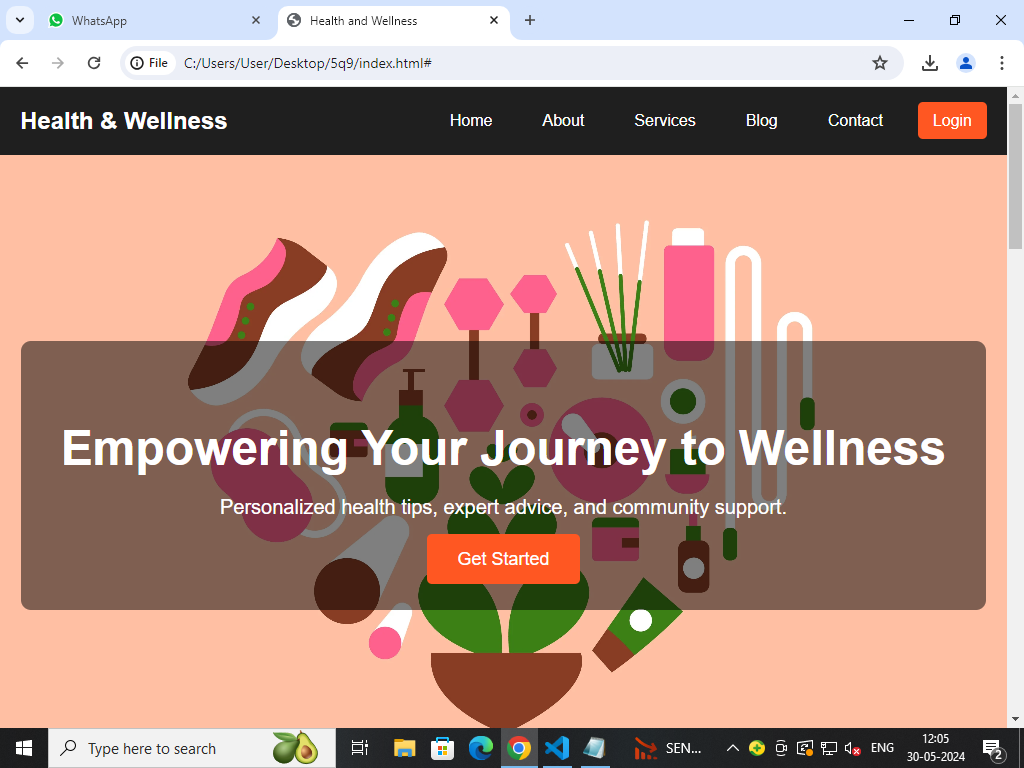 WhatsApp
Health and Wellness
File
C:/Users/User/Desktop/5q9/index.html#
Health & Wellness
Home About Services Blog Contact Login
Empowering Your Journey to Wellness
Personalized health tips, expert advice, and community support.
Get Started
Type here to search
SEN...
ENG
12:05
30-05-2024
2